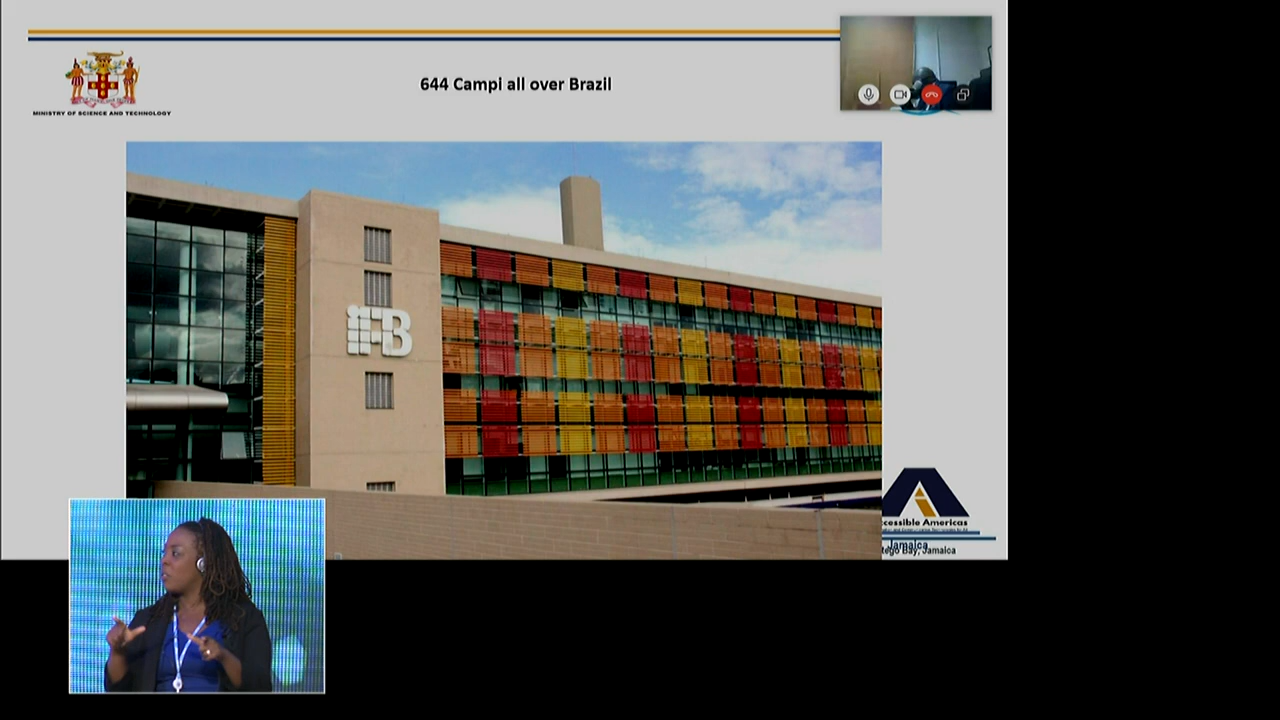 644 Campi all over Brazil
MINISTRY OF SCIENCE AND TECHNOLOGY
iFB
ccessible Americas
Jamaica
tego Bay, Jamaica